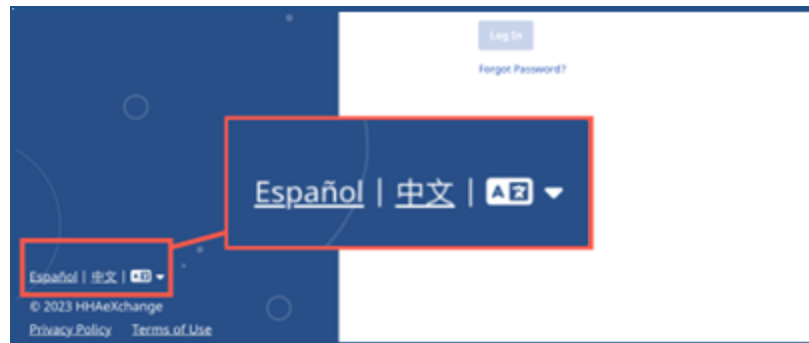 Log In
Forgot Password?
Español | 中文 |
Español | 中文 |
© 2023 HHAeXchange
Privacy Policy Terms of Use